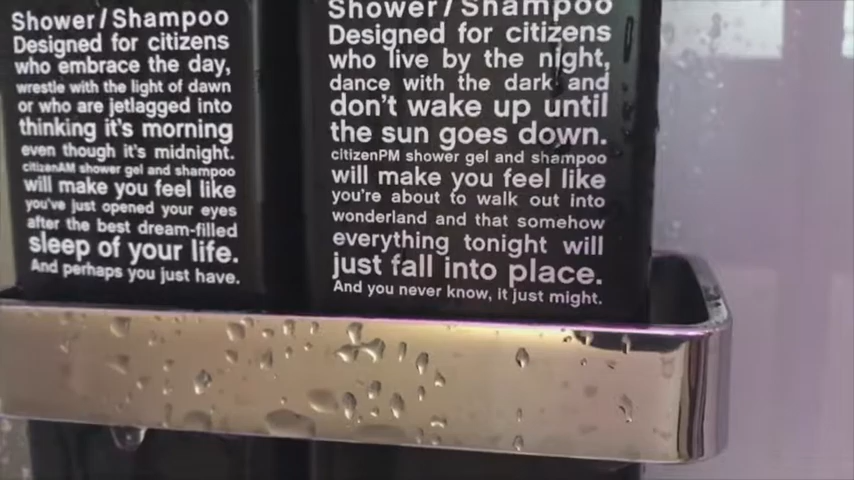 Shower/Shampoo
Designed for citizens
who embrace the day,
wrestle with the light of dawn
or who are jetlagged into
thinking it's morning
even though it's midnight.
citizenAM shower gel and shampoo
will make you feel like
you've just opened your eyes
after the best dream-filled
sleep of your life.
And perhaps you just have.
Shower/Shampoo
Designed for citizens
who live by the night,
dance with the dark and
don't wake up until
the sun goes down.
citizenPM shower gel and shampoo
will make you feel like
you're about to walk out into
wonderland and that somehow
everything tonight will
just fall into place.
And you never know, it just might.